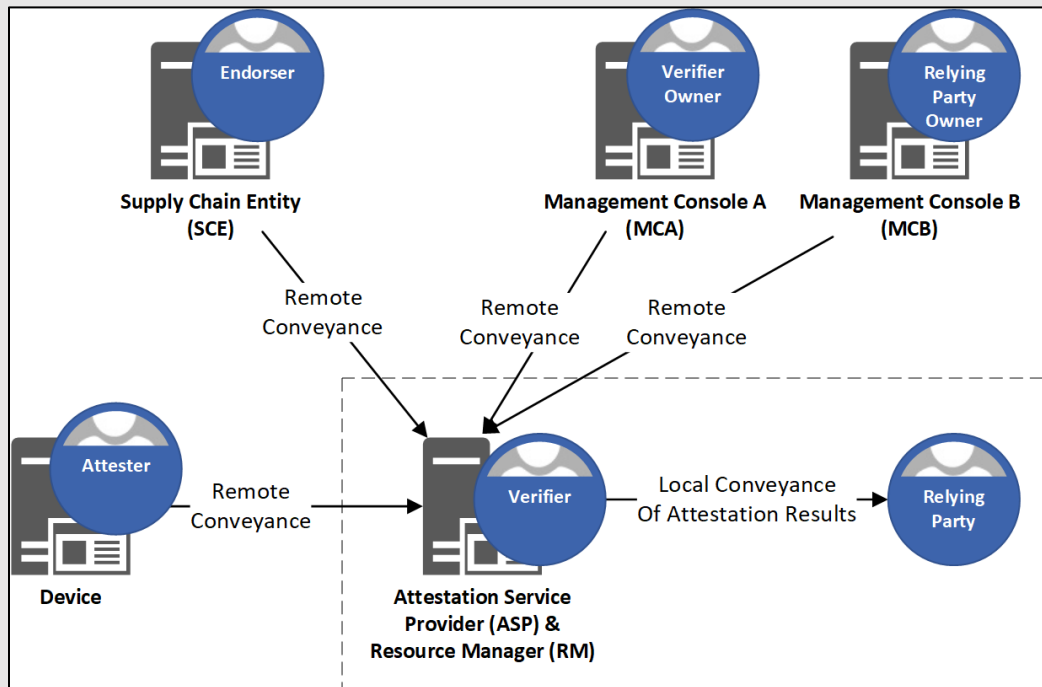 Endorser
Verifier
Owner
Relying
Party
Owner
Supply Chain Entity
(SCE)
Management Console A
(MCA)
Management Console B
(MCB)
Remote
Conveyance
Remote
Conveyance
Remote
Conveyance
Attester
Remote
Conveyance
Verifier
Local Conveyance
Of Attestation Results
Relying
Party
Device
Attestation Service
Provider (ASP) &
Resource Manager (RM)